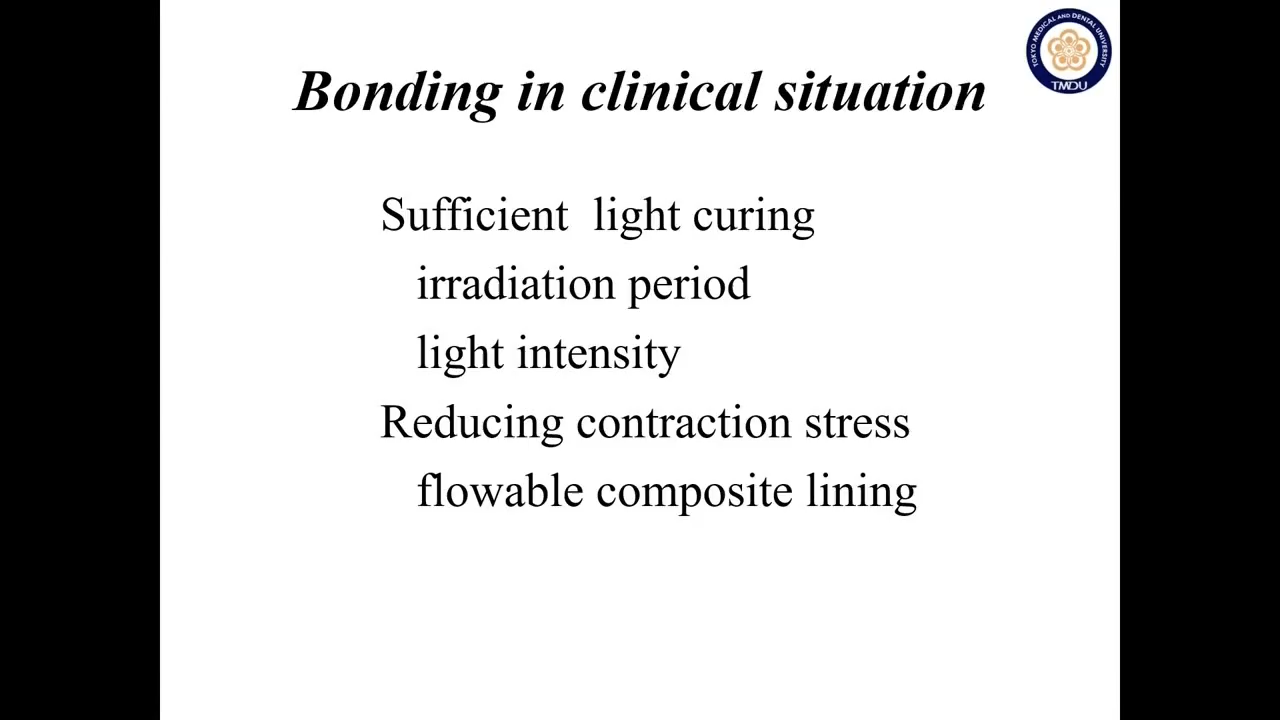 TOKYO MEDICAL AND DENTAL UNIVERSITY
TMDU
Bonding in clinical situation
Sufficient light curing
irradiation period
light intensity
Reducing contraction stress
flowable composite lining